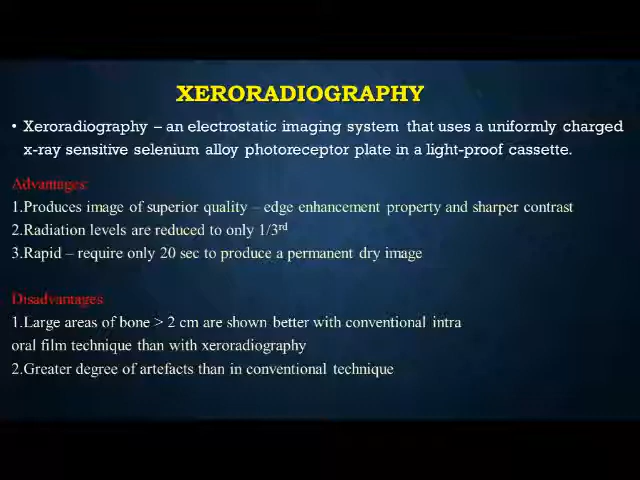 XERORADIOGRAPHY
• Xeroradiography – an electrostatic imaging system that uses a uniformly charged
x-ray sensitive selenium alloy photoreceptor plate in a light-proof cassette.
Advantages:
1.Produces image of superior quality – edge enhancement property and sharper contrast
2.Radiation levels are reduced to only 1/3rd
3.Rapid – require only 20 sec to produce a permanent dry image
Disadvantages
1.Large areas of bone > 2 cm are shown better with conventional intra
oral film technique than with xeroradiography
2.Greater degree of artefacts than in conventional technique